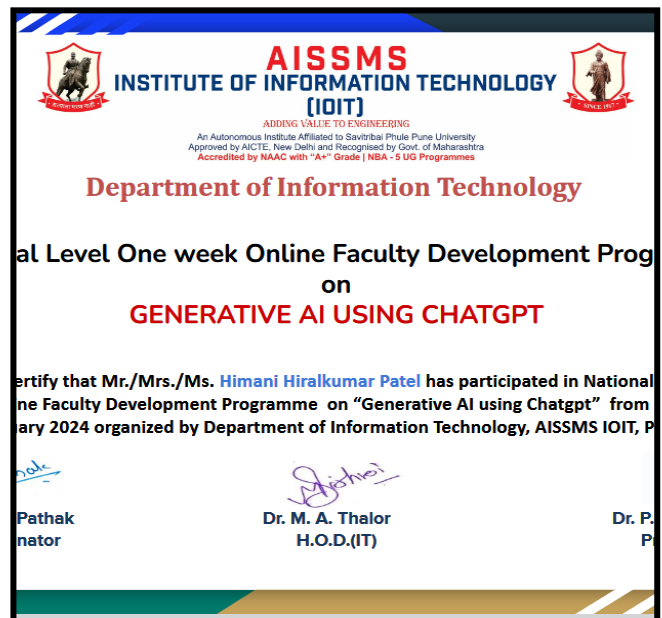 AISSMS
INSTITUTE OF INFORMATION TECHNOLOGY
(IOIT)
ADDING VALUE TO ENGINEERING
An Autonomous Institute Affiliated to Savitribai Phule Pune University
Approved by AICTE, New Delhi and Recognised by Govt. of Maharashtra
Accredited by NAAC with "A+" Grade | NBA - 5 UG Programmes
SINCE 1917
Department of Information Technology
al Level One week Online Faculty Development Prog
on
GENERATIVE AI USING CHATGPT
ertify that Mr./Mrs./Ms. Himani Hiralkumar Patel has participated in National
ne Faculty Development Programme on “Generative AI using Chatgpt” from
uary 2024 organized by Department of Information Technology, AISSMS IOIT, P
Pathak Dr. M. A. Thalor Dr. P.
nator H.O.D.(IT) P